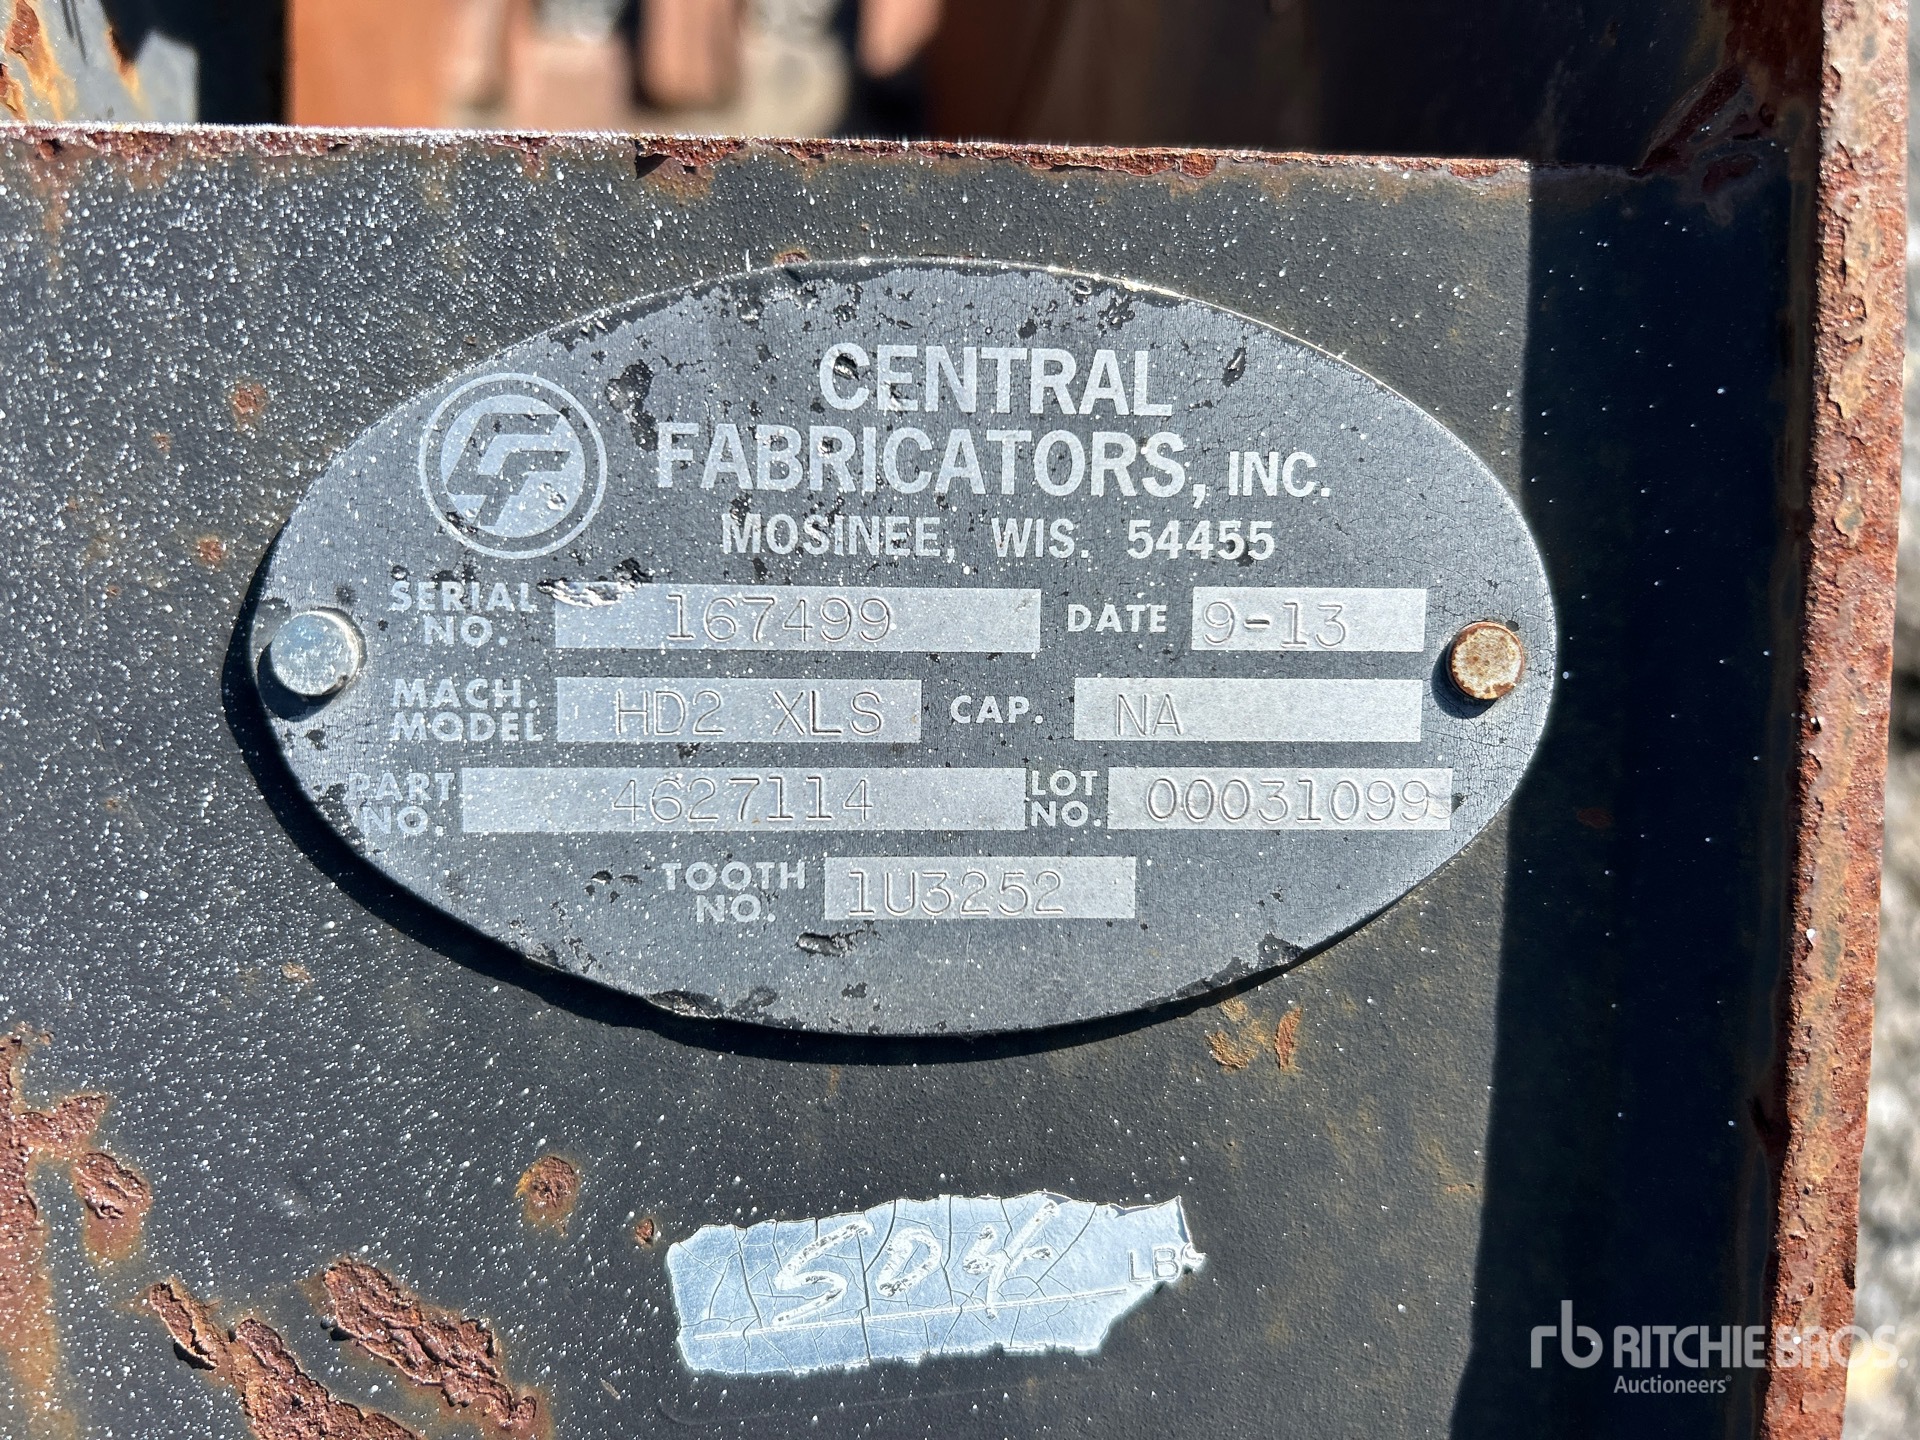 CENTRAL
FABRICATORS, INC.
MOSINEE, WIS. 54455
SERIAL NO. 167499 DATE 9-13
MACH. MODEL HD2 XLS CAP. NA
PART NO. 4627114 LOT NO. 00031099
TOOTH NO. 1U3252
504 LBS
rb RITCHIE BROS.
Auctioneers